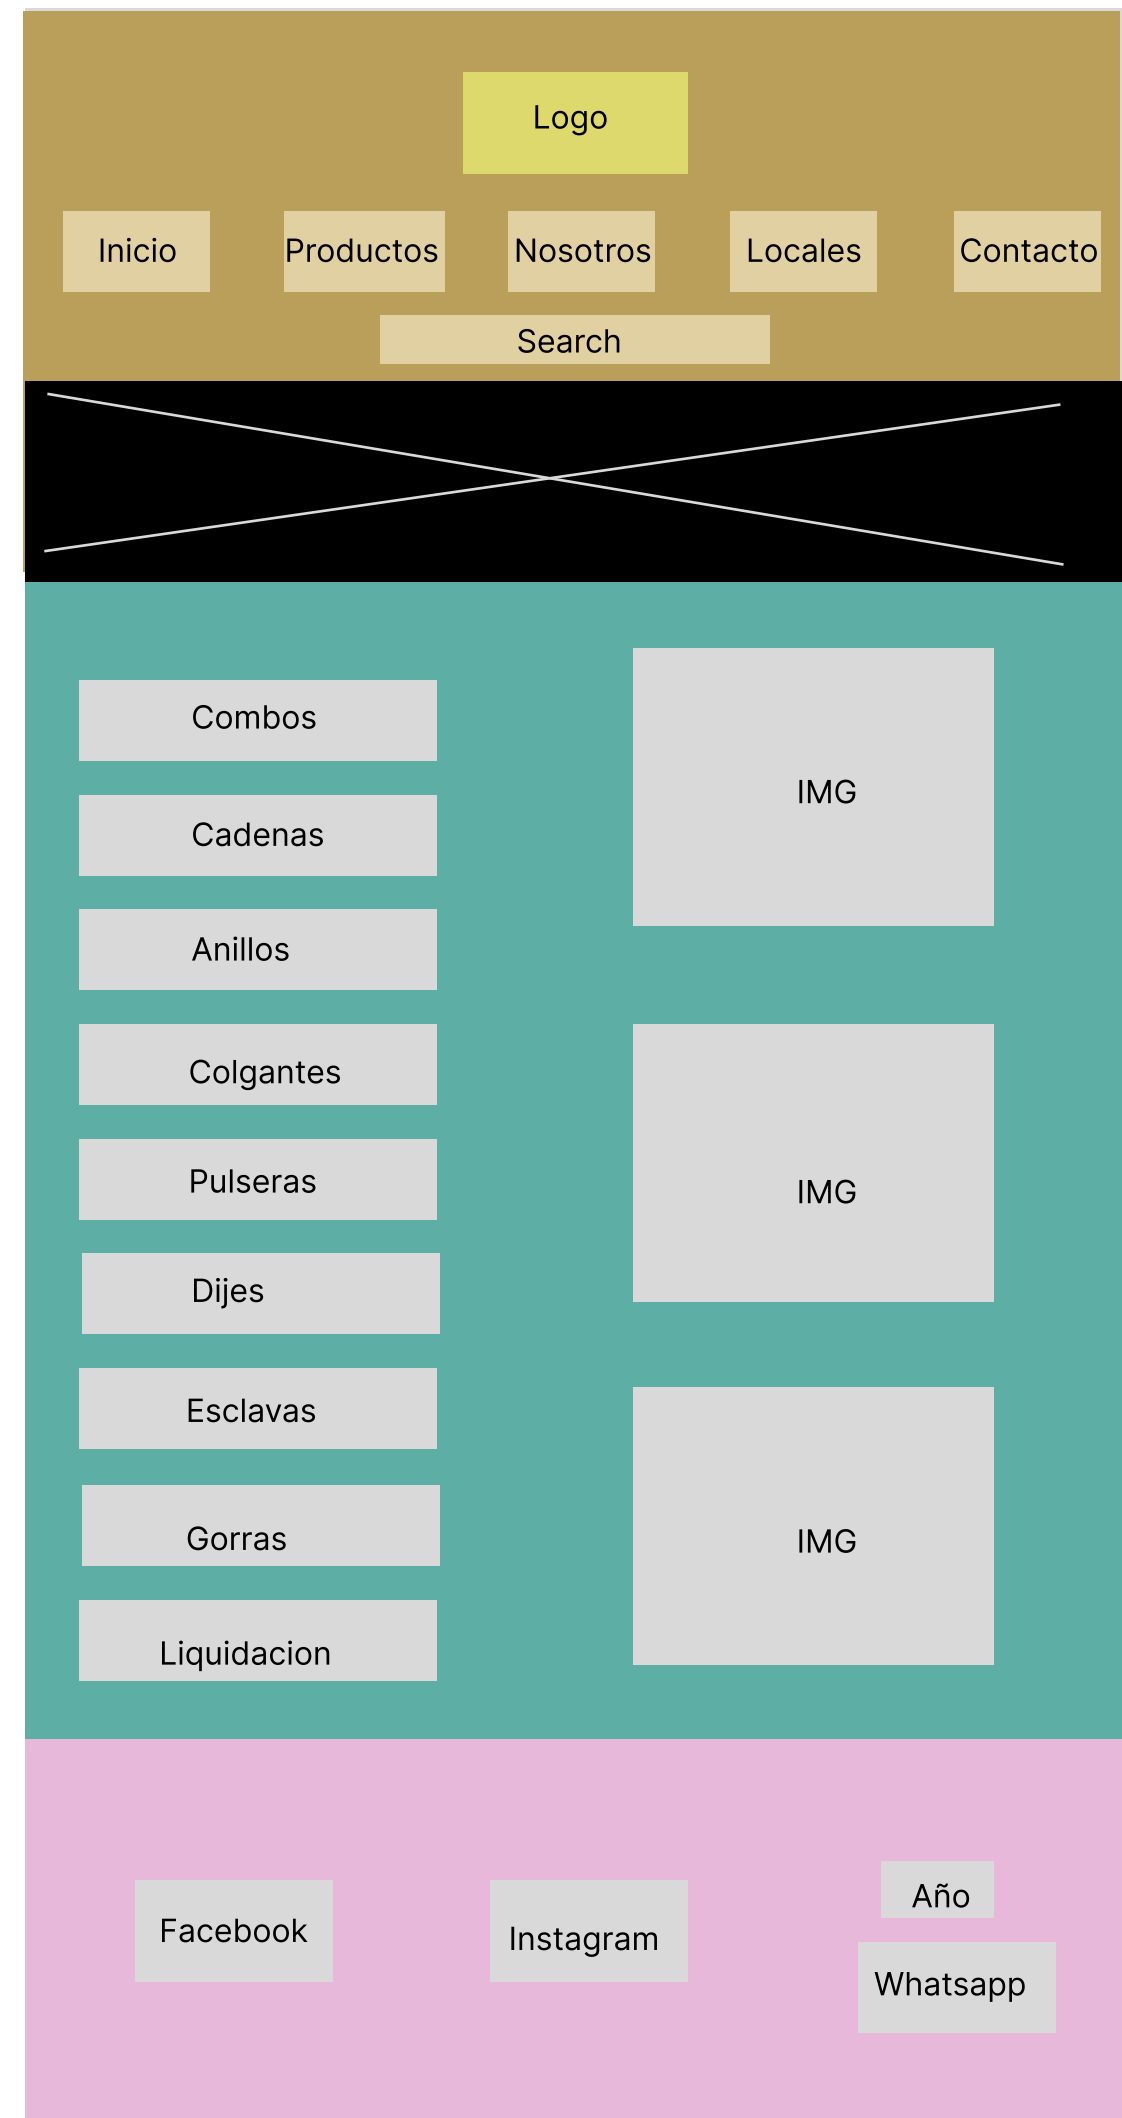 Logo
Inicio
Productos
Nosotros
Locales
Contacto
Search
Combos
Cadenas
Anillos
Colgantes
Pulseras
Dijes
Esclavas
Gorras
Liquidacion
IMG
IMG
IMG
Facebook
Instagram
Año
Whatsapp